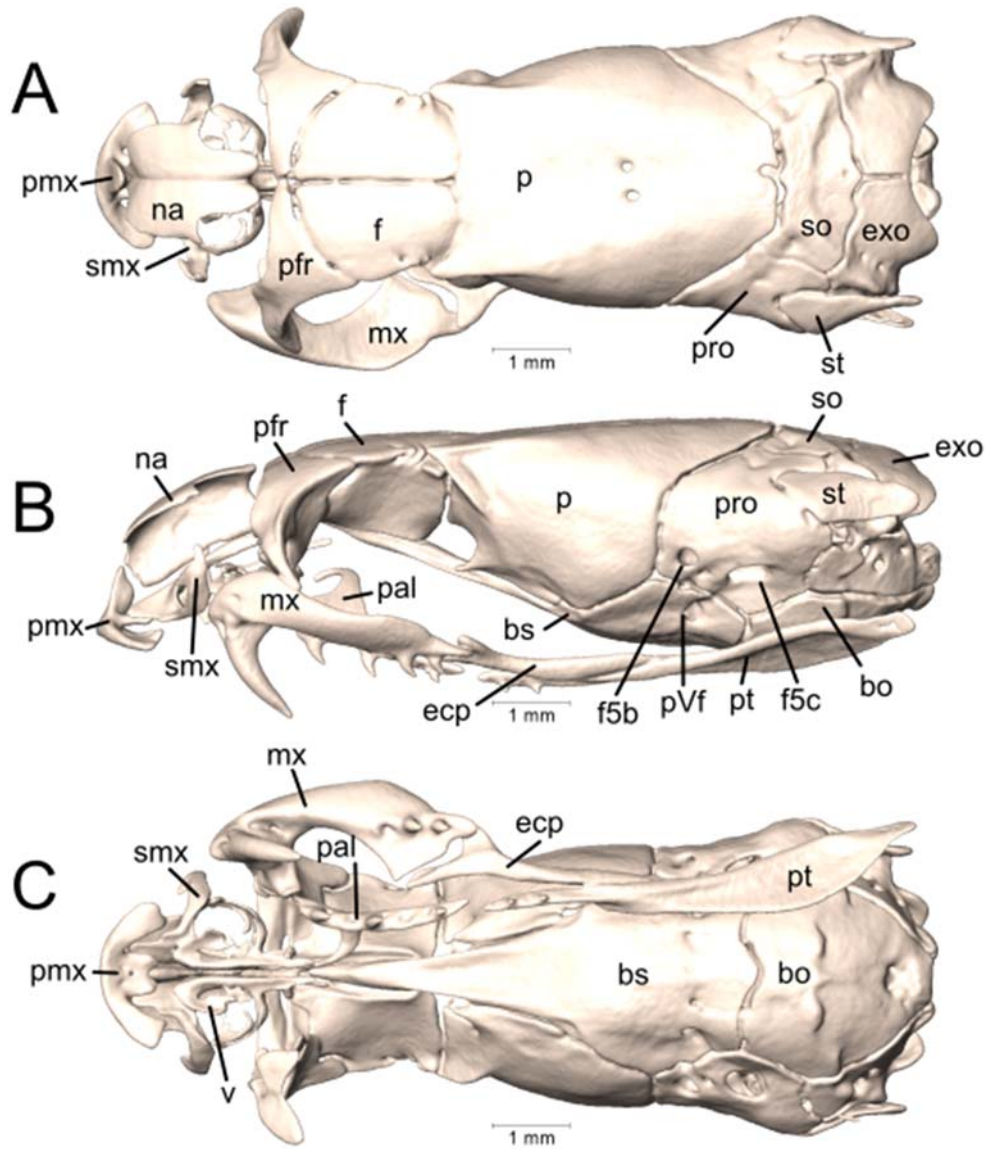 A
pmx
na
smx
pfr
f
mx
p
so
exo
pro
st
1 mm
B
pmx
na
smx
pfr
f
mx
pal
ecp
bs
p
f5b
pVf
pt
f5c
bo
pro
st
so
exo
1 mm
C
mx
smx
pal
ecp
pt
pmx
bs
bo
v
1 mm